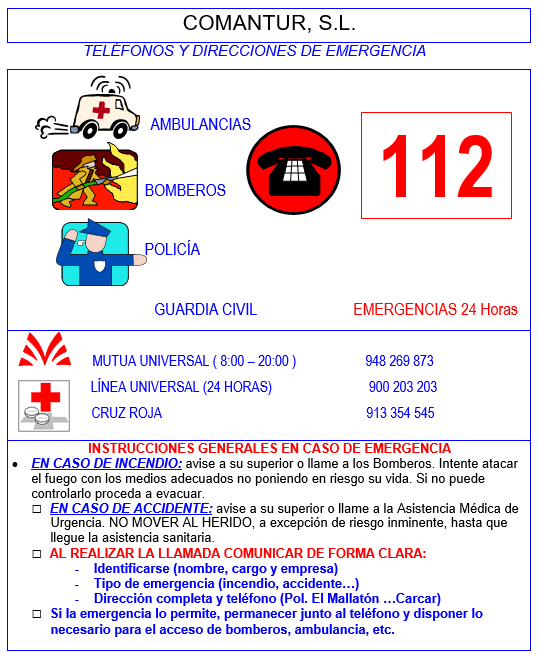 COMANTUR, S.L.
TELÉFONOS Y DIRECCIONES DE EMERGENCIA
AMBULANCIAS
BOMBEROS
112
POLICÍA
GUARDIA CIVIL EMERGENCIAS 24 Horas
MUTUA UNIVERSAL ( 8:00 – 20:00 ) 948 269 873
LÍNEA UNIVERSAL (24 HORAS) 900 203 203
CRUZ ROJA 913 354 545
INSTRUCCIONES GENERALES EN CASO DE EMERGENCIA
• EN CASO DE INCENDIO: avise a su superior o llame a los Bomberos. Intente atacar
el fuego con los medios adecuados no poniendo en riesgo su vida. Si no puede
controlarlo proceda a evacuar.
□ EN CASO DE ACCIDENTE: avise a su superior o llame a la Asistencia Médica de
Urgencia. NO MOVER AL HERIDO, a excepción de riesgo inminente, hasta que
llegue la asistencia sanitaria.
□ AL REALIZAR LA LLAMADA COMUNICAR DE FORMA CLARA:
- Identificarse (nombre, cargo y empresa)
- Tipo de emergencia (incendio, accidente…)
- Dirección completa y teléfono (Pol. El Mallatón …Carcar)
□ Si la emergencia lo permite, permanecer junto al teléfono y disponer lo
necesario para el acceso de bomberos, ambulancia, etc.